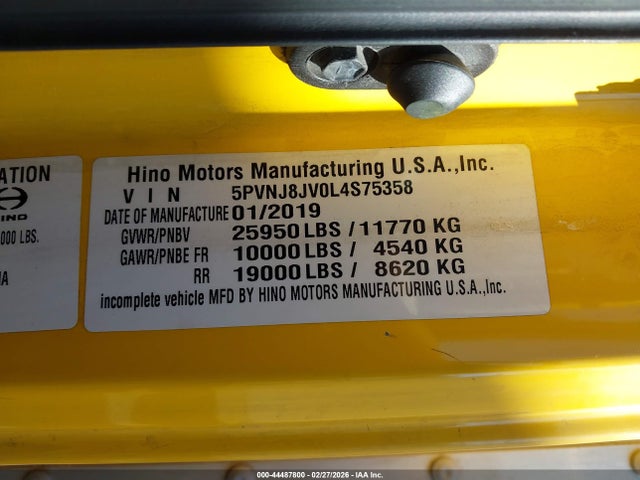 ATION
HINO
000 LBS.
IA
Hino Motors Manufacturing U.S.A.,Inc.
V I N 5PVNJ8JV0L4S75358
DATE OF MANUFACTURE 01/2019
GVWR/PNBV 25950 LBS / 11770 KG
GAWR/PNBE FR 10000 LBS / 4540 KG
RR 19000 LBS / 8620 KG
incomplete vehicle MFD BY HINO MOTORS MANUFACTURING U.S.A.,Inc.
000-44487800 - 02/27/2026 - IAA Inc.